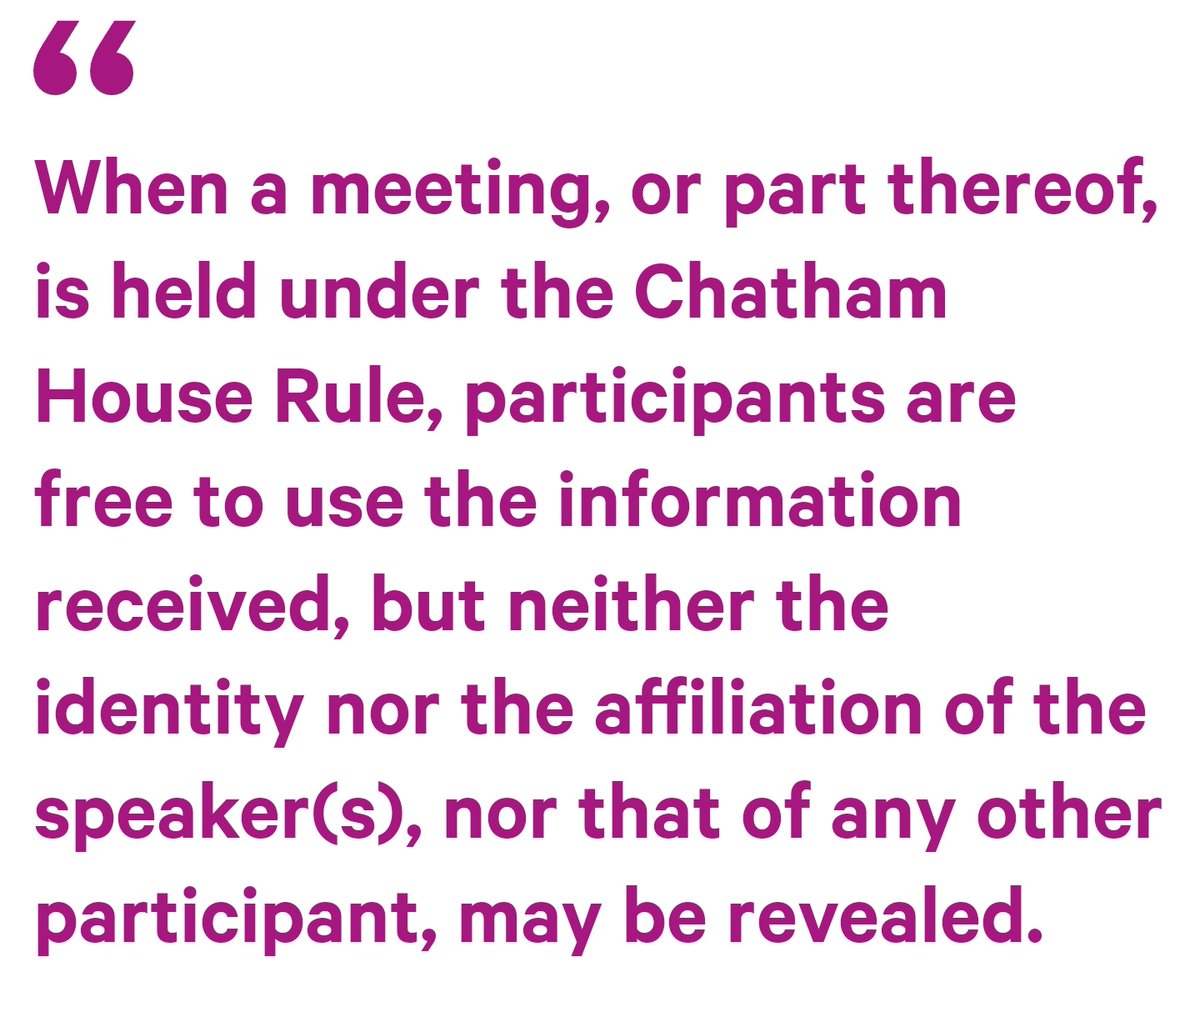 “
When a meeting, or part thereof,
is held under the Chatham
House Rule, participants are
free to use the information
received, but neither the
identity nor the affiliation of the
speaker(s), nor that of any other
participant, may be revealed.